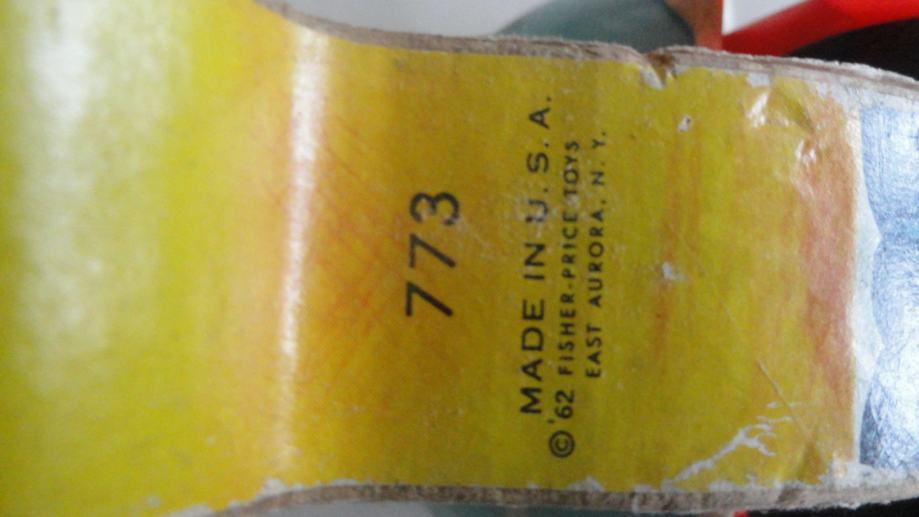 773
MADE IN U.S.A.
© '62 FISHER-PRICE TOYS
EAST AURORA, N. Y.